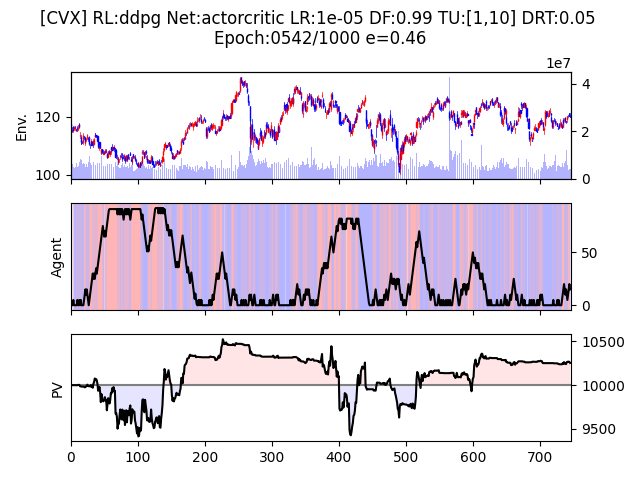 [CVX] RL:ddpg Net:actorcritic LR:1e-05 DF:0.99 TU:[1,10] DRT:0.05
Epoch:0542/1000 e=0.46
1e7
Env.
120
100
4
2
0
Agent
50
0
PV
10500
10000
9500
0 100 200 300 400 500 600 700